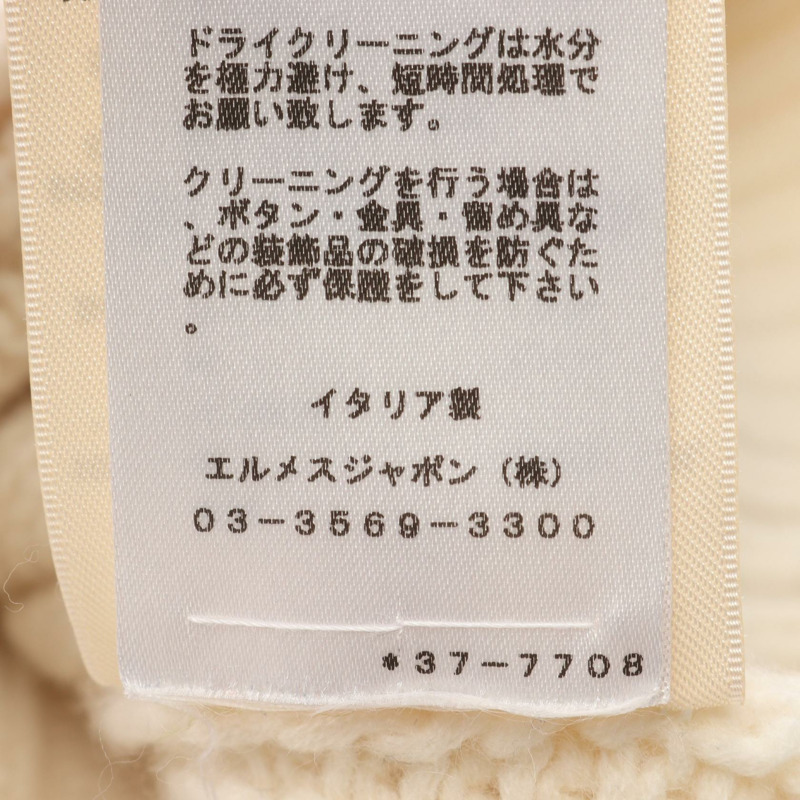 ドライクリーニングは水分
を極力避け、短時間処理で
お願い致します。
クリーニングを行う場合は
、ボタン・金具・留め具な
どの装飾品の破損を防ぐた
めに必ず保護をして下さい
。
イタリア製
エルメスジャポン（株）
03-3569-3300
*37-7708